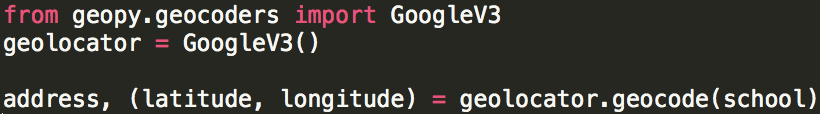 from geopy.geocoders import GoogleV3
geolocator = GoogleV3()
address, (latitude, longitude) = geolocator.geocode(school)